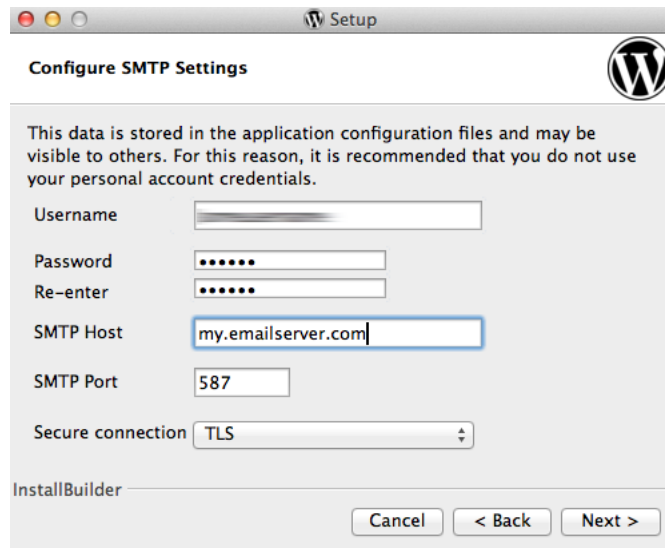 Setup
Configure SMTP Settings
This data is stored in the application configuration files and may be
visible to others. For this reason, it is recommended that you do not use
your personal account credentials.
Username
Password ••••••
Re-enter ••••••
SMTP Host my.emailserver.com
SMTP Port 587
Secure connection TLS
InstallBuilder
Cancel < Back Next >